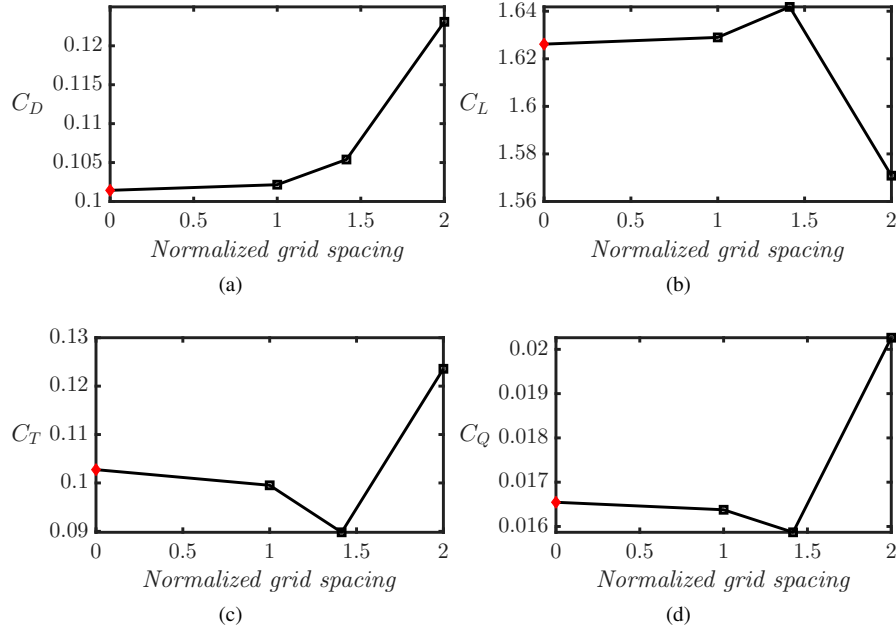 0.12
0.115
0.11
0.105
0.1
C_D
0 0.5 1 1.5 2
Normalized grid spacing
(a)
1.64
1.62
1.6
1.58
1.56
C_L
0 0.5 1 1.5 2
Normalized grid spacing
(b)
0.13
0.12
0.11
0.1
0.09
C_T
0 0.5 1 1.5 2
Normalized grid spacing
(c)
0.02
0.019
0.018
0.017
0.016
C_Q
0 0.5 1 1.5 2
Normalized grid spacing
(d)